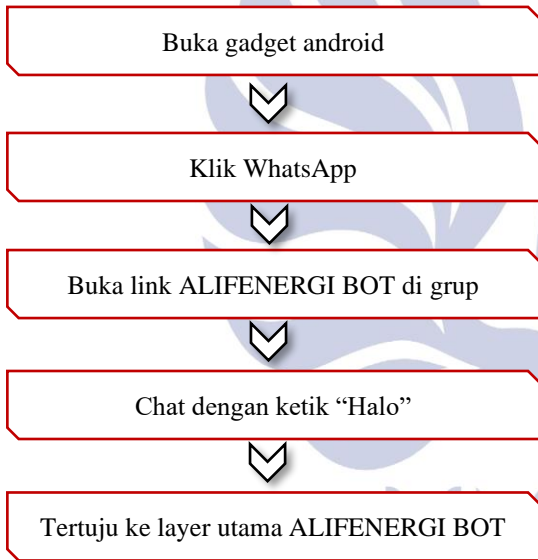 Buka gadget android
Klik WhatsApp
Buka link ALIFENERGI BOT di grup
Chat dengan ketik “Halo”
Tertuju ke layer utama ALIFENERGI BOT